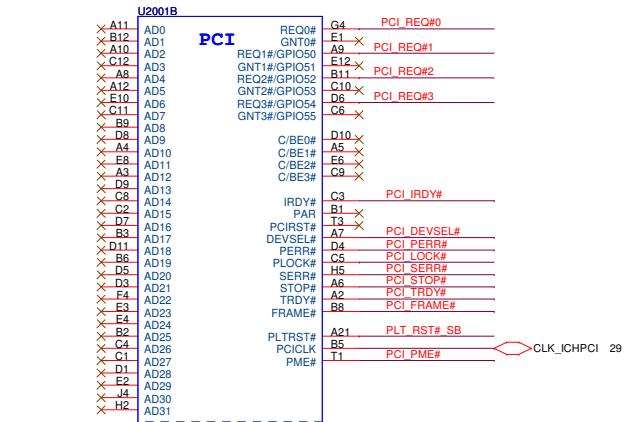 U2001B
PCI
A11 AD0 REQ0# G4 PCI_REQ#0
B12 AD1 GNT0# E1
A10 AD2 REQ1#/GPIO50 A9 PCI_REQ#1
C12 AD3 GNT1#/GPIO51 E12
A8 AD4 REQ2#/GPIO52 B11 PCI_REQ#2
A12 AD5 GNT2#/GPIO53 C10
E10 AD6 REQ3#/GPIO54 D6 PCI_REQ#3
C11 AD7 GNT3#/GPIO55 C6
B9 AD8
D8 AD9 C/BE0# D10
A4 AD10 C/BE1# A5
E8 AD11 C/BE2# E6
A3 AD12 C/BE3# C9
D9 AD13
C8 AD14 IRDY# C3 PCI_IRDY#
C2 AD15 PAR B1
D7 AD16 PCIRST# T3
B3 AD17 DEVSEL# A7 PCI_DEVSEL#
D11 AD18 PERR# D4 PCI_PERR#
B6 AD19 PLOCK# C5 PCI_LOCK#
D5 AD20 SERR# H5 PCI_SERR#
D3 AD21 STOP# A6 PCI_STOP#
F4 AD22 TRDY# A2 PCI_TRDY#
E3 AD23 FRAME# B8 PCI_FRAME#
E4 AD24
B2 AD25 PLTRST# A21 PLT_RST#_SB
C4 AD26 PCICLK B5 CLK_ICHPCI 29
C1 AD27 PME# T1 PCI_PME#
D1 AD28
E2 AD29
J4 AD30
H2 AD31